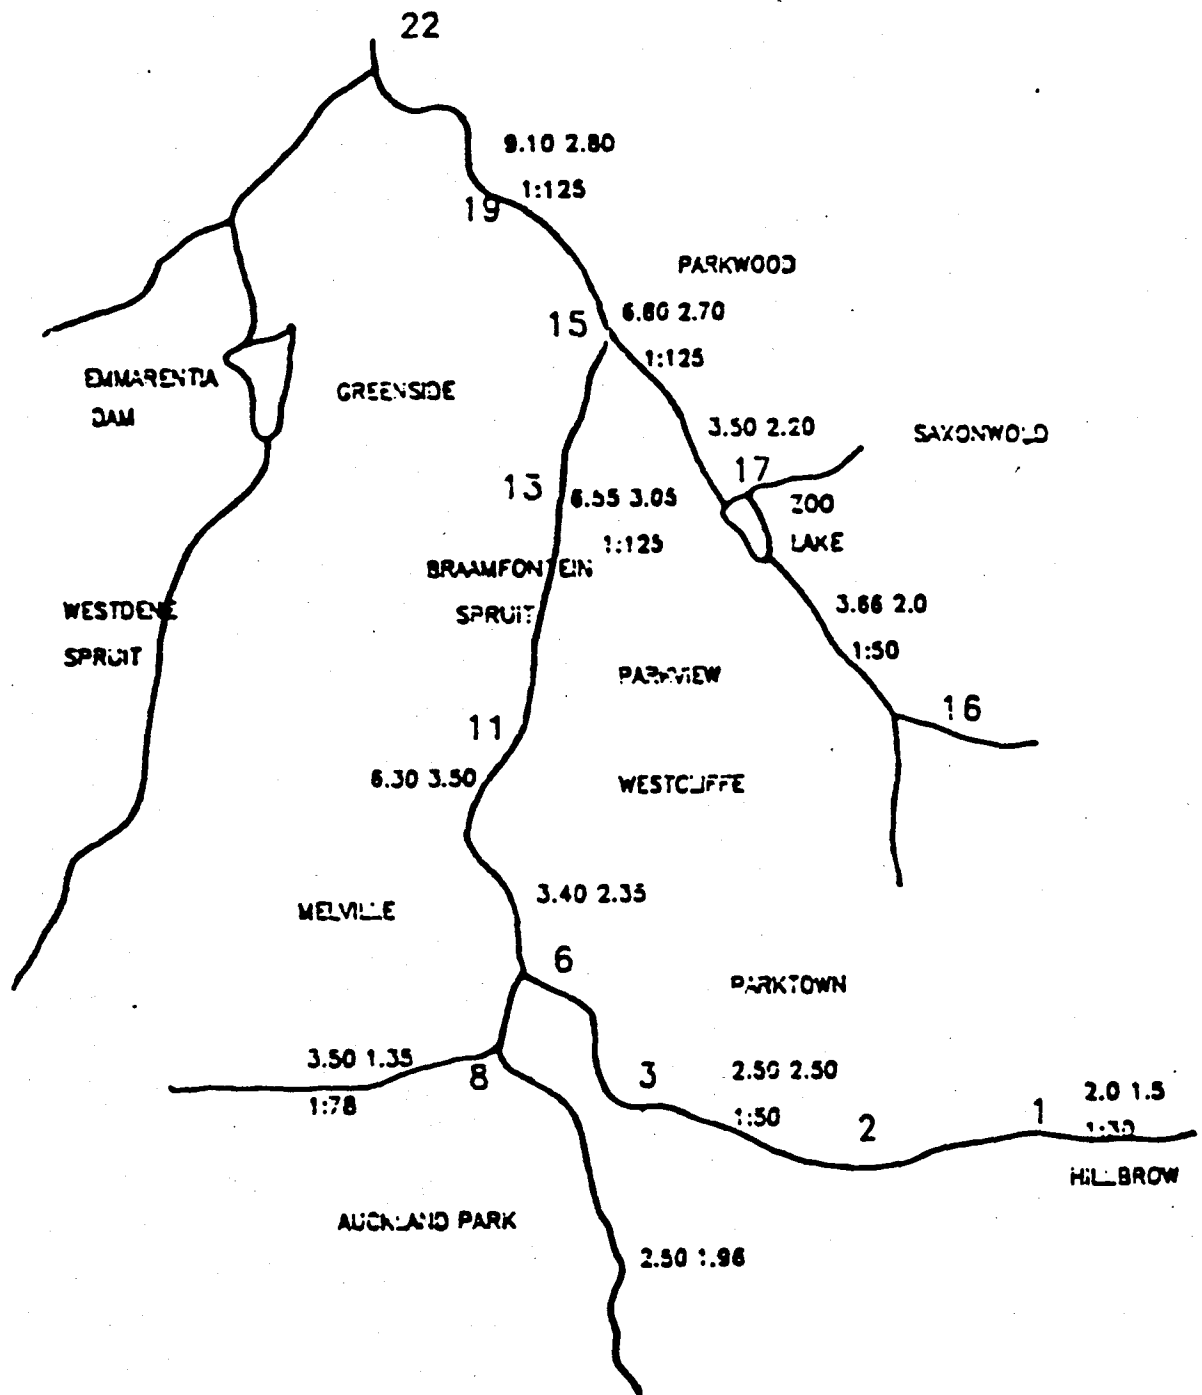 22
9.10 2.80
1:125
19
PARKWOOD
6.80 2.70
15
1:125
EMMARENTIA
DAM
GREENSIDE
3.50 2.20
SAXONWOLD
17
13
6.55 3.05
ZOO
LAKE
1:125
BRAAMFONTEIN
SPRUIT
WESTDENE
SPRUIT
3.66 2.0
1:50
PARKVIEW
16
11
6.30 3.50
WESTCLIFFE
3.40 2.35
MELVILLE
6
PARKTOWN
3.50 1.35
1:78
8
3
2.50 2.50
1:50
2
1
2.0 1.5
1:30
HILLBROW
AUCKLAND PARK
2.50 1.96